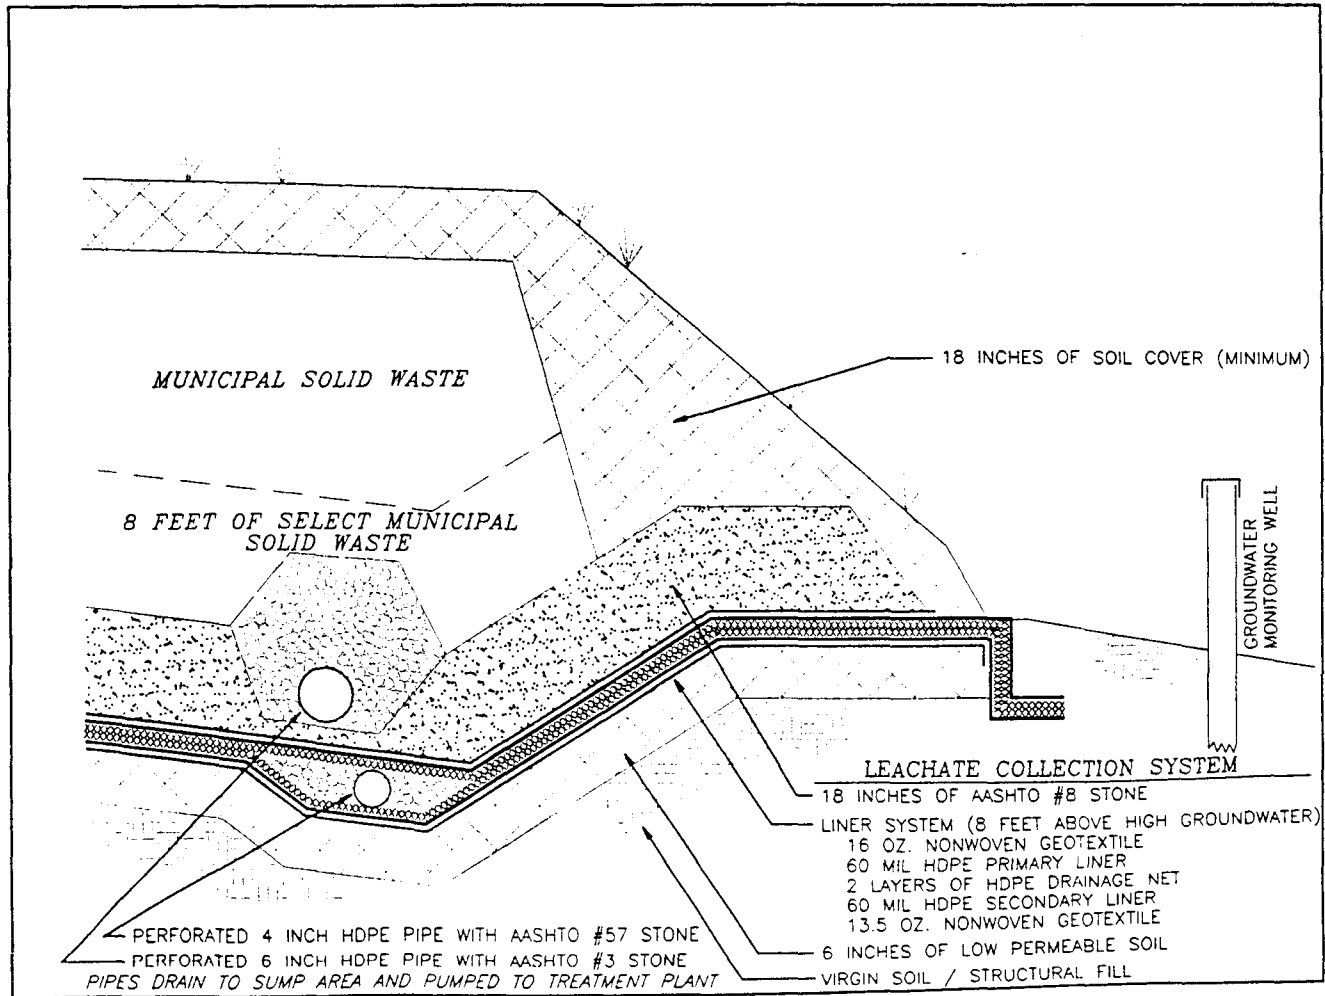 18 INCHES OF SOIL COVER (MINIMUM)
MUNICIPAL SOLID WASTE
8 FEET OF SELECT MUNICIPAL
SOLID WASTE
GROUNDWATER
MONITORING WELL
LEACHATE COLLECTION SYSTEM
18 INCHES OF AASHTO #8 STONE
LINER SYSTEM (8 FEET ABOVE HIGH GROUNDWATER)
16 OZ. NONWOVEN GEOTEXTILE
60 MIL HDPE PRIMARY LINER
2 LAYERS OF HDPE DRAINAGE NET
60 MIL HDPE SECONDARY LINER
13.5 OZ. NONWOVEN GEOTEXTILE
6 INCHES OF LOW PERMEABLE SOIL
VIRGIN SOIL / STRUCTURAL FILL
PERFORATED 4 INCH HDPE PIPE WITH AASHTO #57 STONE
PERFORATED 6 INCH HDPE PIPE WITH AASHTO #3 STONE
PIPES DRAIN TO SUMP AREA AND PUMPED TO TREATMENT PLANT